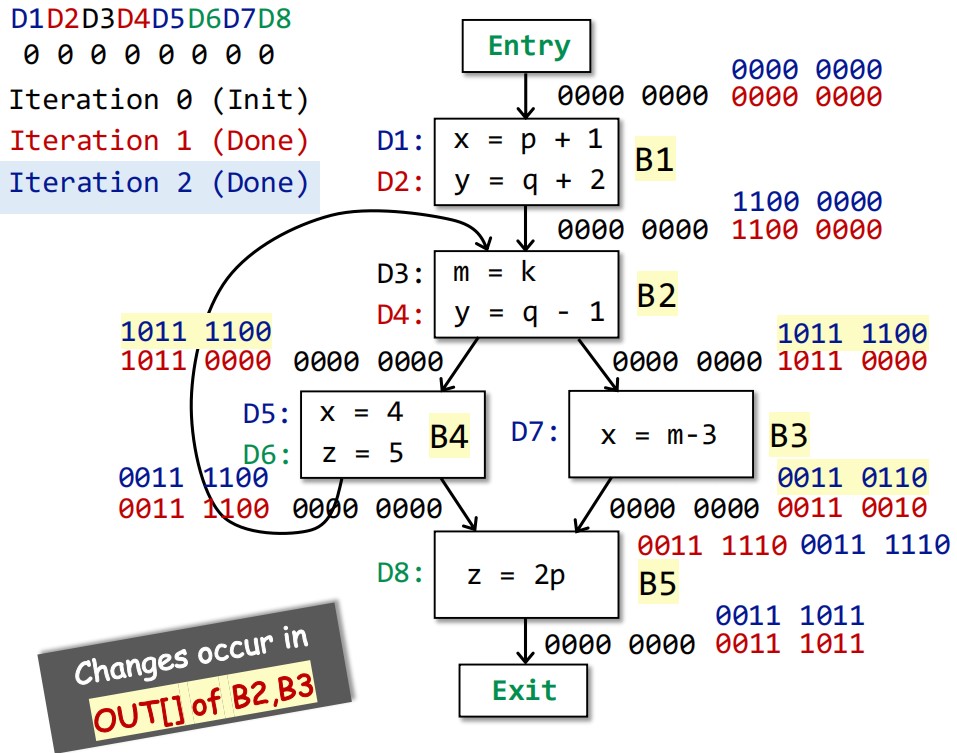 D1D2D3D4D5D6D7D8
0 0 0 0 0 0 0 0
Iteration 0 (Init)
Iteration 1 (Done)
Iteration 2 (Done)
Entry
0000 0000
0000 0000 0000 0000
D1: x = p + 1
D2: y = q + 2
B1
1100 0000
0000 0000 1100 0000
D3: m = k
D4: y = q - 1
B2
1011 1100
1011 0000 0000 0000
1011 1100
0000 0000 1011 0000
D5: x = 4
D6: z = 5
B4
D7: x = m-3
B3
0011 1100
0011 1100 0000 0000
0011 0110
0000 0000 0011 0010
0011 1110 0011 1110
D8: z = 2p
B5
0011 1011
0000 0000 0011 1011
Exit
Changes occur in
OUT[] of B2,B3